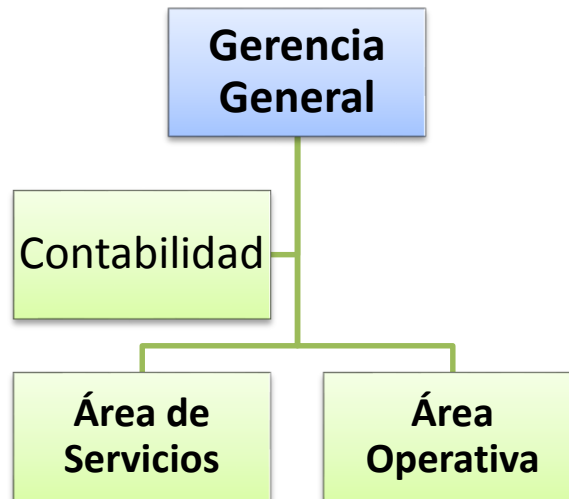 Gerencia
General
Contabilidad
Área de
Servicios
Área
Operativa